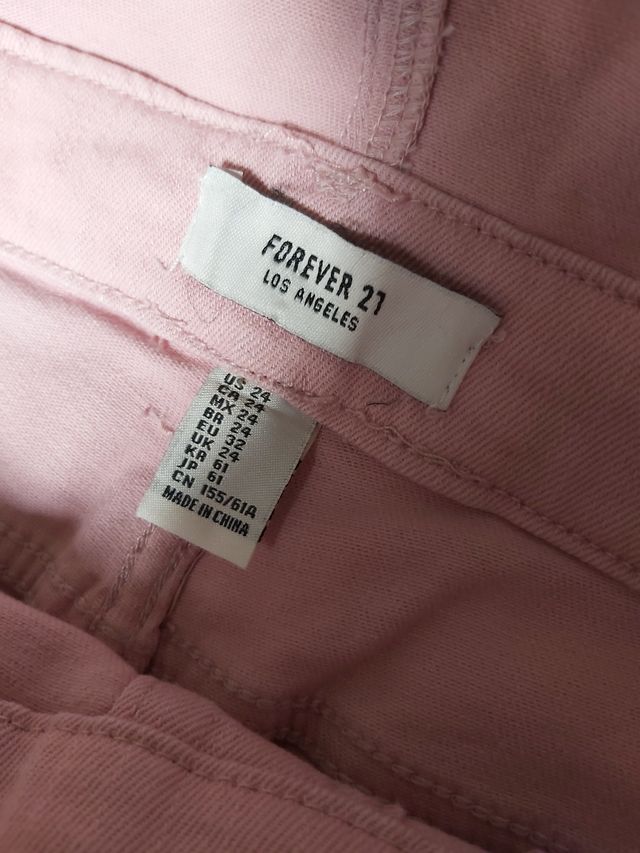 FOREVER 21
LOS ANGELES
US 24
CA 24
MX 24
BR 24
EU 32
UK 24
KR 61
JP 61
CN 155/61A
MADE IN CHINA